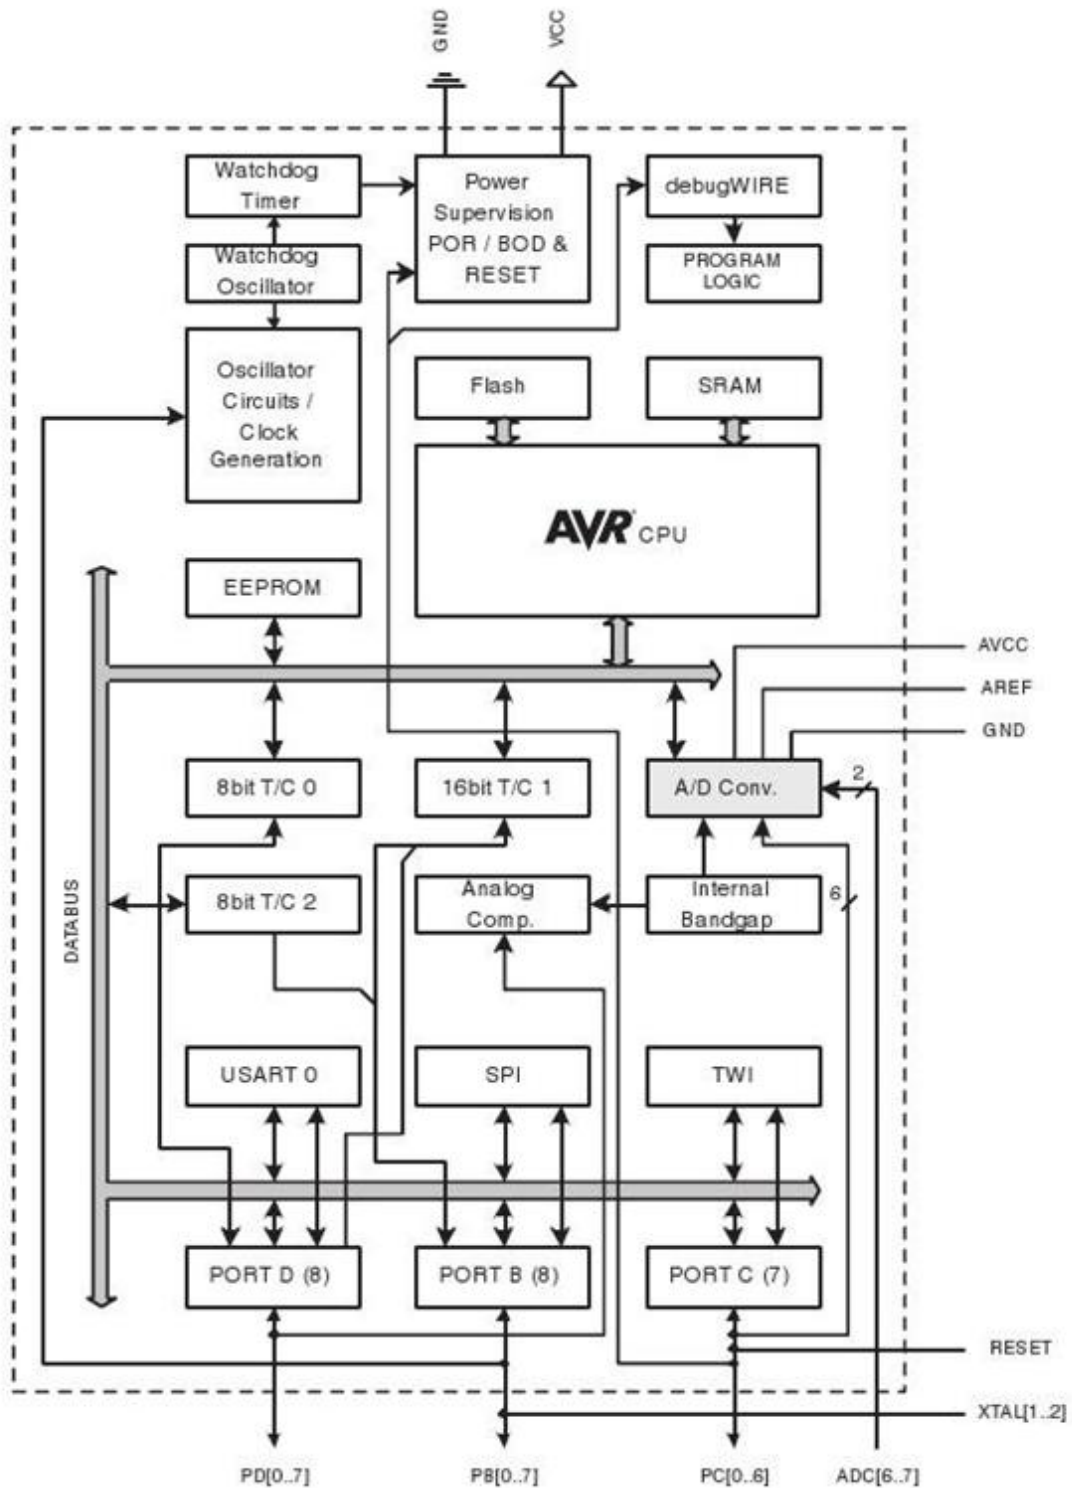 GND
VCC
Watchdog
Timer
Power
Supervision
POR / BOD &
RESET
debugWIRE
Watchdog
Oscillator
PROGRAM
LOGIC
Oscillator
Circuits /
Clock
Generation
Flash
SRAM
AVR CPU
EEPROM
AVCC
AREF
GND
8bit T/C 0
16bit T/C 1
A/D Conv.
2
DATABUS
8bit T/C 2
Analog
Comp.
Internal
Bandgap
6
USART 0
SPI
TWI
PORT D (8)
PORT B (8)
PORT C (7)
RESET
XTAL[1..2]
PD[0..7]
PB[0..7]
PC[0..6]
ADC[6..7]